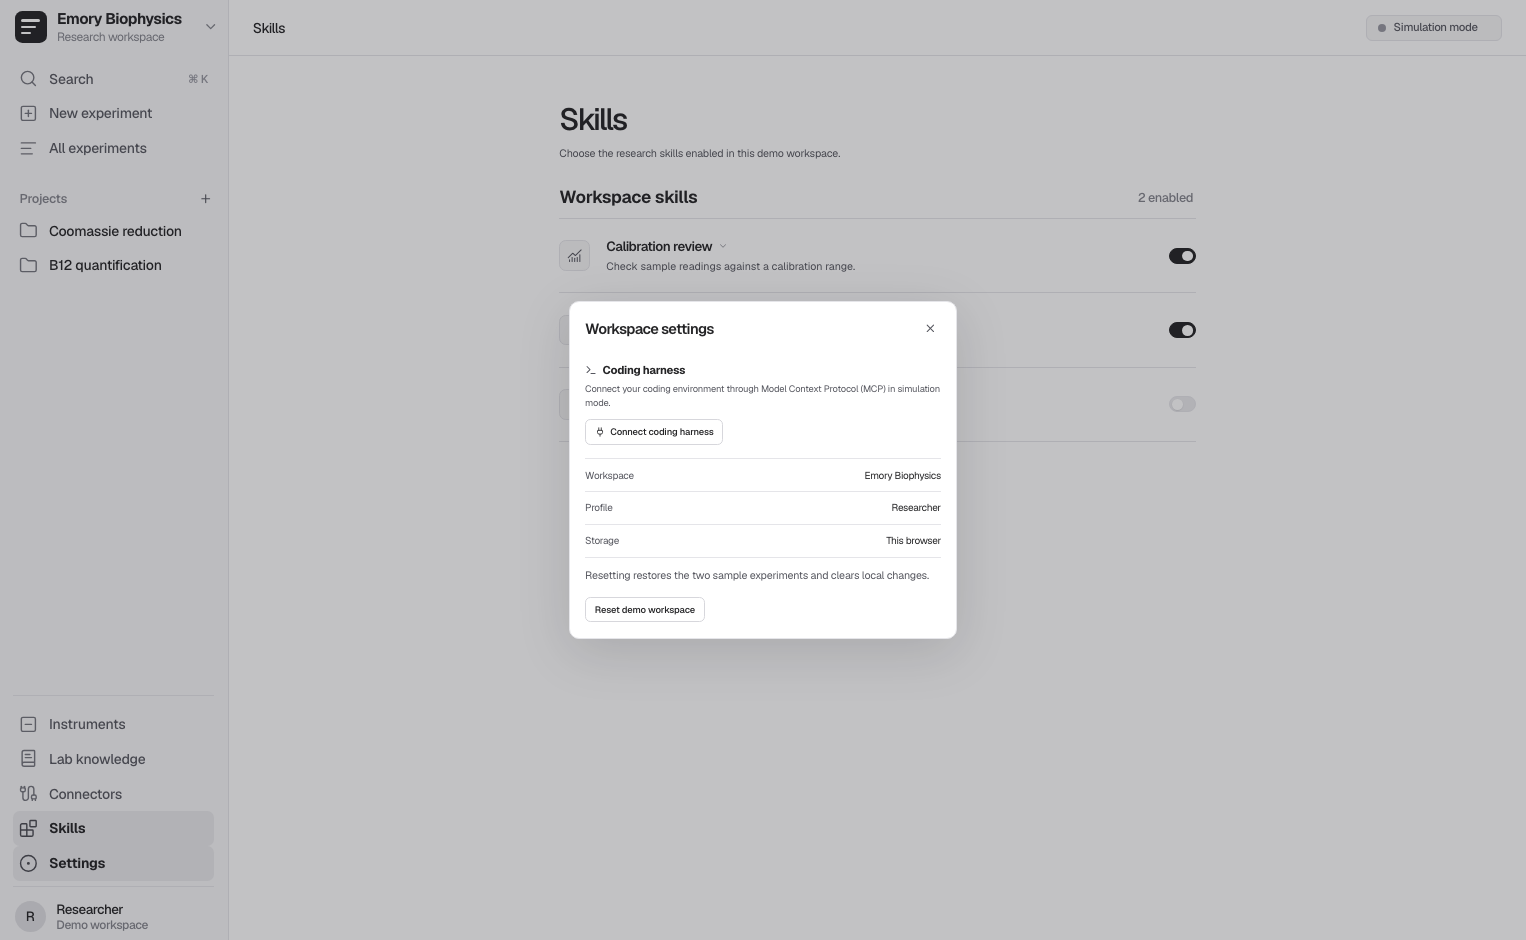 Emory Biophysics
Research workspace
Search ⌘ K
New experiment
All experiments
Projects +
Coomassie reduction
B12 quantification
Instruments
Lab knowledge
Connectors
Skills
Settings
R
Researcher
Demo workspace
Skills
Simulation mode
Skills
Choose the research skills enabled in this demo workspace.
Workspace skills
2 enabled
Calibration review
Check sample readings against a calibration range.
Workspace settings
Coding harness
Connect your coding environment through Model Context Protocol (MCP) in simulation
mode.
Connect coding harness
Workspace Emory Biophysics
Profile Researcher
Storage This browser
Resetting restores the two sample experiments and clears local changes.
Reset demo workspace